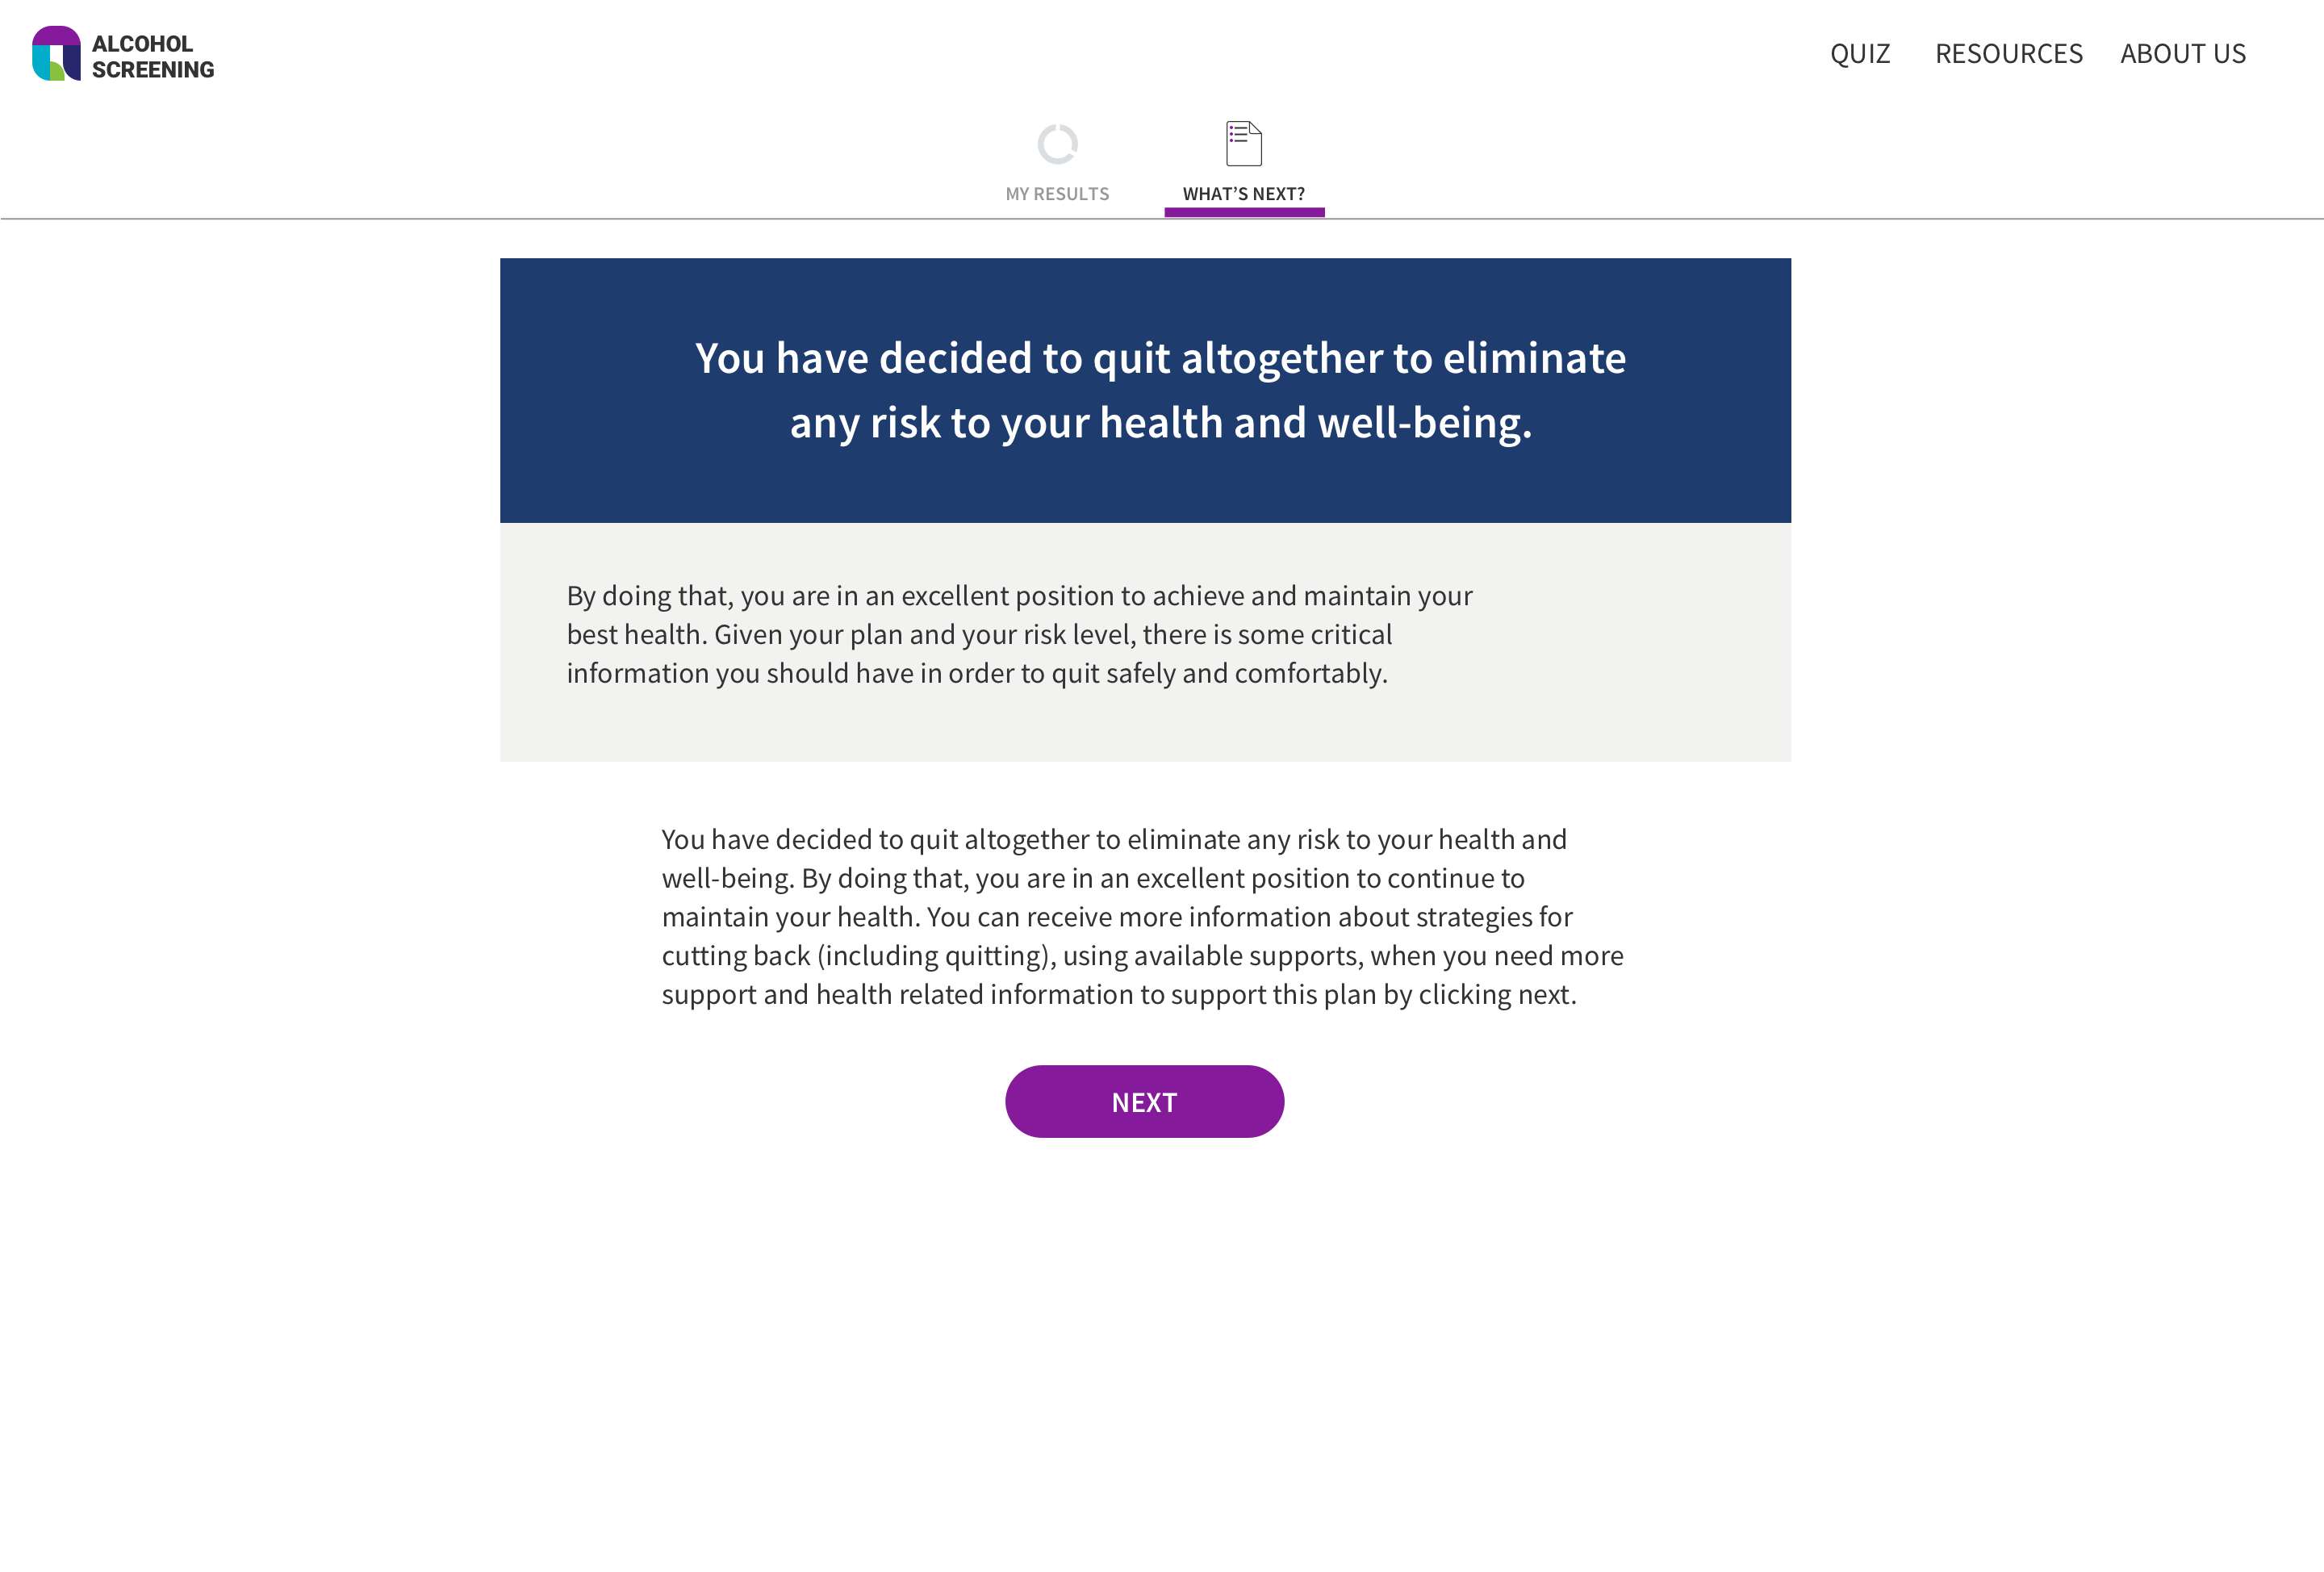 ALCOHOL
SCREENING
QUIZ
RESOURCES
ABOUT US
MY RESULTS
WHAT’S NEXT?
You have decided to quit altogether to eliminate
any risk to your health and well-being.
By doing that, you are in an excellent position to achieve and maintain your
best health. Given your plan and your risk level, there is some critical
information you should have in order to quit safely and comfortably.
You have decided to quit altogether to eliminate any risk to your health and
well-being. By doing that, you are in an excellent position to continue to
maintain your health. You can receive more information about strategies for
cutting back (including quitting), using available supports, when you need more
support and health related information to support this plan by clicking next.
NEXT